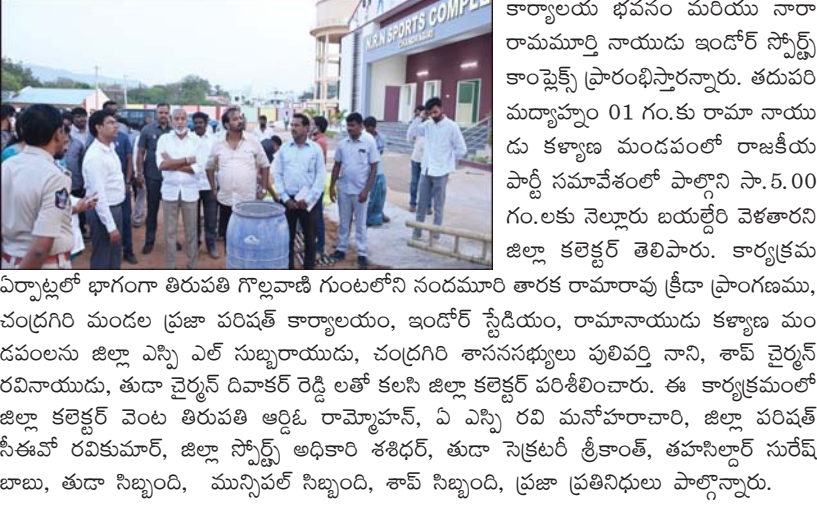 N.R.N SPORTS COMPLE
CHANDRAGIRI
కార్యాలయ భవనం మరియు నారా
రామమూర్తి నాయుడు ఇండోర్ స్పోర్ట్స్
కాంప్లెక్స్ ప్రారంభిస్తారన్నారు. తదుపరి
మద్యాహ్నం 01 గం.కు రామా నాయు
డు కళ్యాణ మండపంలో రాజకీయ
పార్టీ సమావేశంలో పాల్గొని సా.5.00
గం.లకు నెల్లూరు బయల్దేరి వెళతారని
జిల్లా కలెక్టర్ తెలిపారు. కార్యక్రమ
ఏర్పాట్లలో భాగంగా తిరుపతి గొల్లవాణి గుంటలోని నందమూరి తారక రామారావు క్రీడా ప్రాంగణము,
చంద్రగిరి మండల ప్రజా పరిషత్ కార్యాలయం, ఇండోర్ స్టేడియం, రామానాయుడు కళ్యాణ మం
డపంలను జిల్లా ఎస్పి ఎల్ సుబ్బరాయుడు, చంద్రగిరి శాసనసభ్యులు పులివర్తి నాని, శాప్ చైర్మన్
రవినాయుడు, తుడా చైర్మన్ దివాకర్ రెడ్డి లతో కలసి జిల్లా కలెక్టర్ పరిశీలించారు. ఈ కార్యక్రమంలో
జిల్లా కలెక్టర్ వెంట తిరుపతి ఆర్డిఓ రామ్మోహన్, ఏ ఎస్పి రవి మనోహరాచారి, జిల్లా పరిషత్
సీఈవో రవికుమార్, జిల్లా స్పోర్ట్స్ అధికారి శశిధర్, తుడా సెక్రటరీ శ్రీకాంత్, తహసిల్దార్ సురేష్
బాబు, తుడా సిబ్బంది, మున్సిపల్ సిబ్బంది, శాప్ సిబ్బంది, ప్రజా ప్రతినిధులు పాల్గొన్నారు.